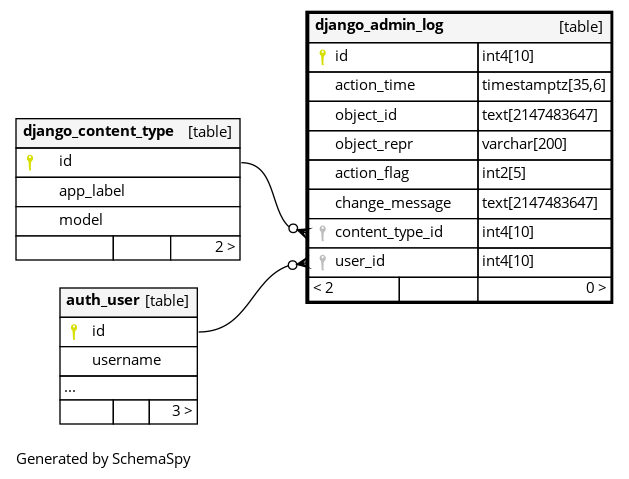 django_admin_log [table]
id int4[10]
action_time timestamptz[35,6]
object_id text[2147483647]
object_repr varchar[200]
action_flag int2[5]
change_message text[2147483647]
content_type_id int4[10]
user_id int4[10]
< 2 0 >
django_content_type [table]
id
app_label
model
2 >
auth_user [table]
id
username
...
3 >
Generated by SchemaSpy